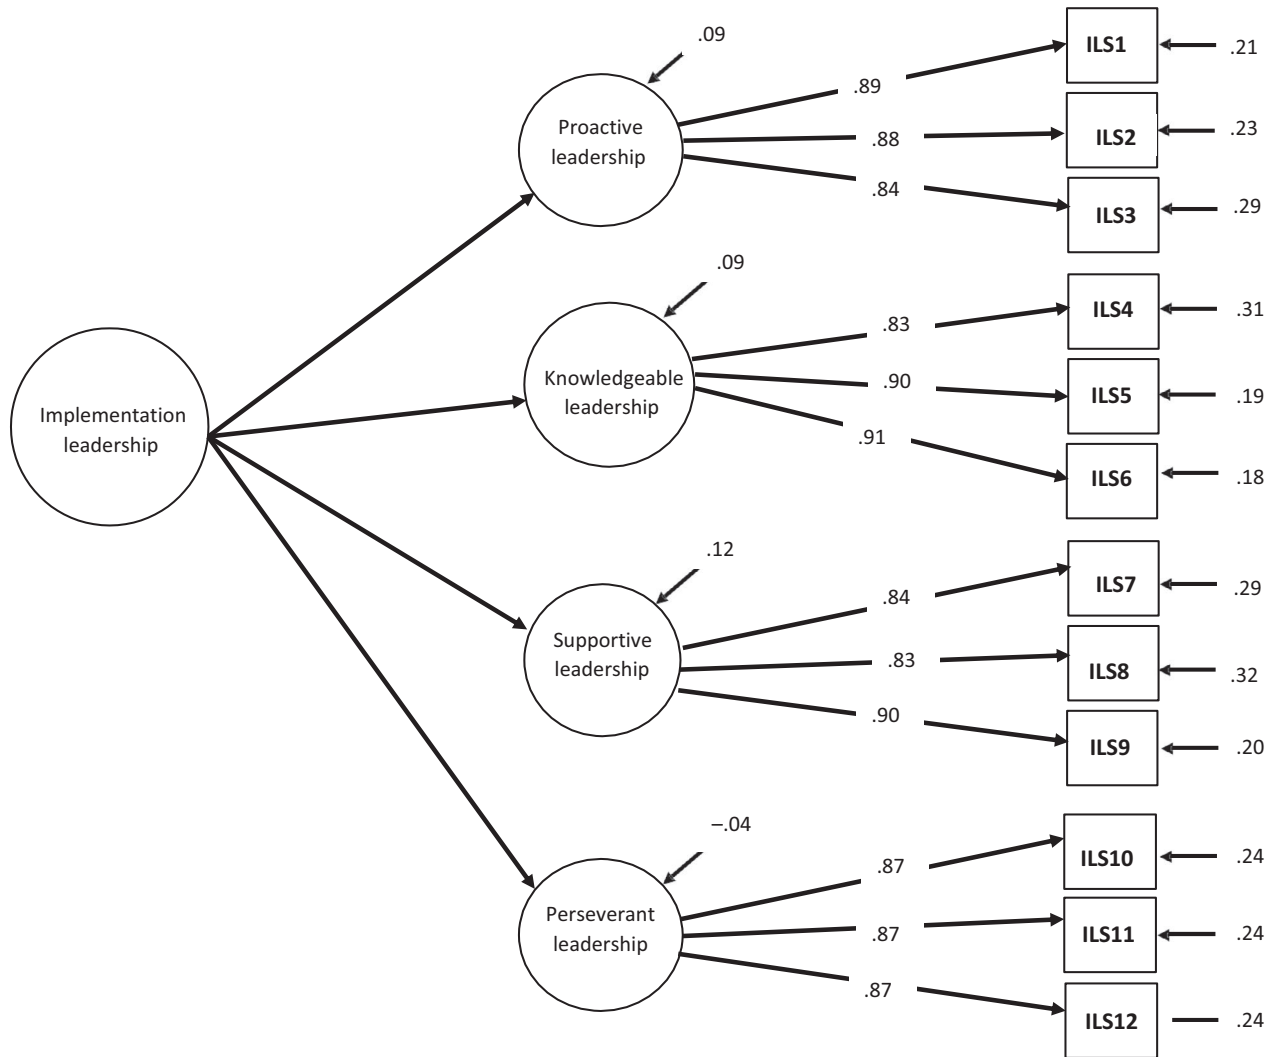 .09
Proactive
leadership
.89
.88
.84
ILS1
.21
ILS2
.23
ILS3
.29
.09
Knowledgeable
leadership
.83
.90
.91
ILS4
.31
ILS5
.19
ILS6
.18
Implementation
leadership
.12
Supportive
leadership
.84
.83
.90
ILS7
.29
ILS8
.32
ILS9
.20
–.04
Perseverant
leadership
.87
.87
.87
ILS10
.24
ILS11
.24
ILS12
.24